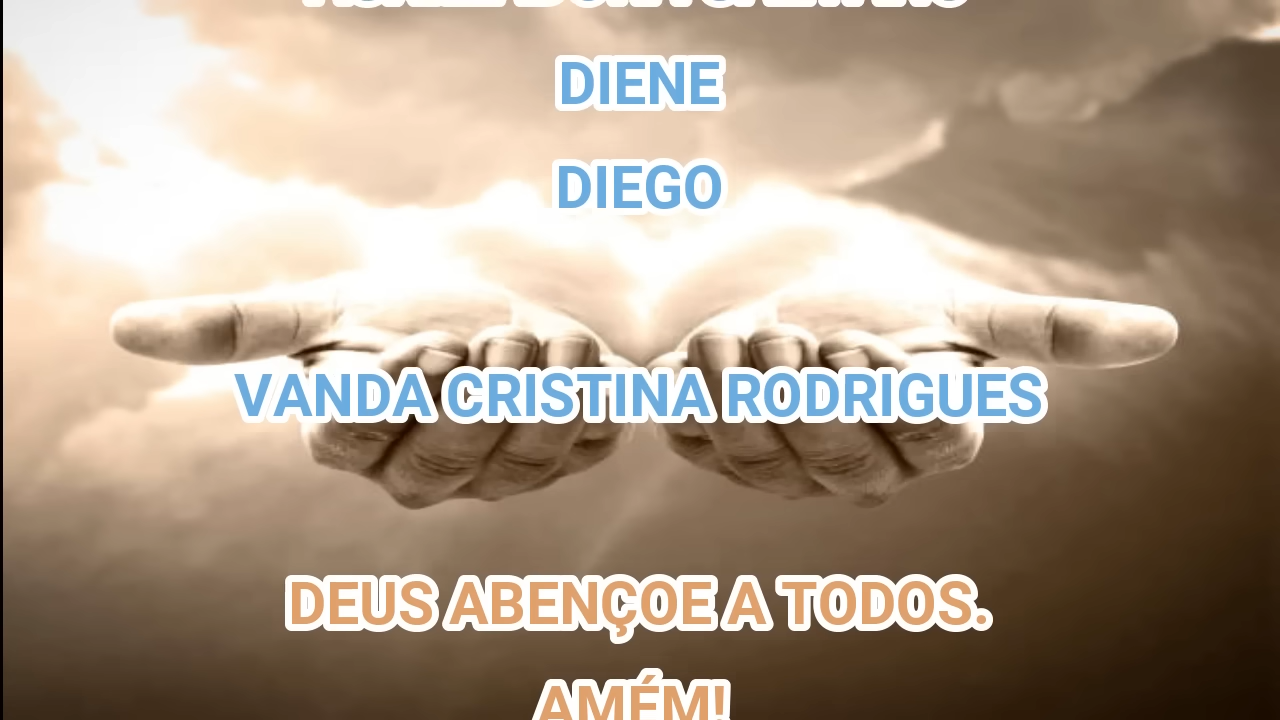 DIENE
DIEGO
VANDA CRISTINA RODRIGUES
DEUS ABENÇOE A TODOS.
AMÉM!